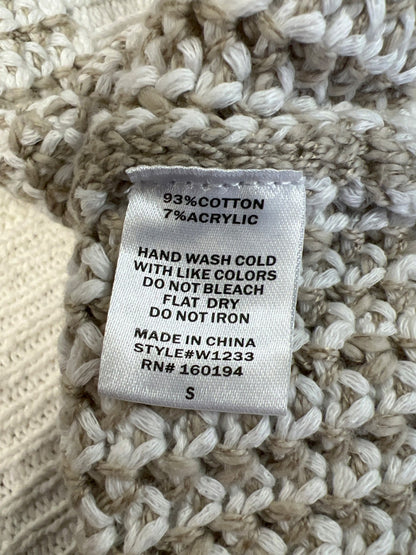 93%COTTON
7%ACRYLIC
HAND WASH COLD
WITH LIKE COLORS
DO NOT BLEACH
FLAT DRY
DO NOT IRON
MADE IN CHINA
STYLE#W1233
RN# 160194
S